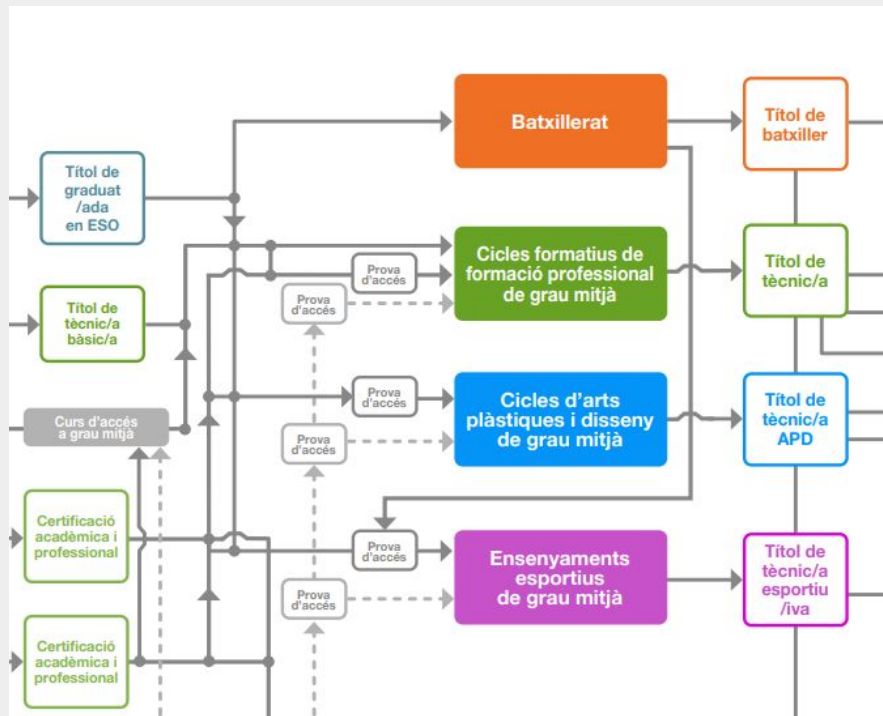 Títol de
graduat
/ada
en ESO
Títol de
tècnic/a
bàsic/a
Curs d'accés
a grau mitjà
Certificació
acadèmica i
professional
Certificació
acadèmica i
professional
Prova
d'accés
Prova
d'accés
Prova
d'accés
Prova
d'accés
Prova
d'accés
Prova
d'accés
Batxillerat
Cicles formatius de
formació professional
de grau mitjà
Cicles d'arts
plàstiques i disseny
de grau mitjà
Ensenyaments
esportius
de grau mitjà
Títol de
batxiller
Títol de
tècnic/a
Títol de
tècnic/a
APD
Títol de
tècnic/a
esportiu
/iva